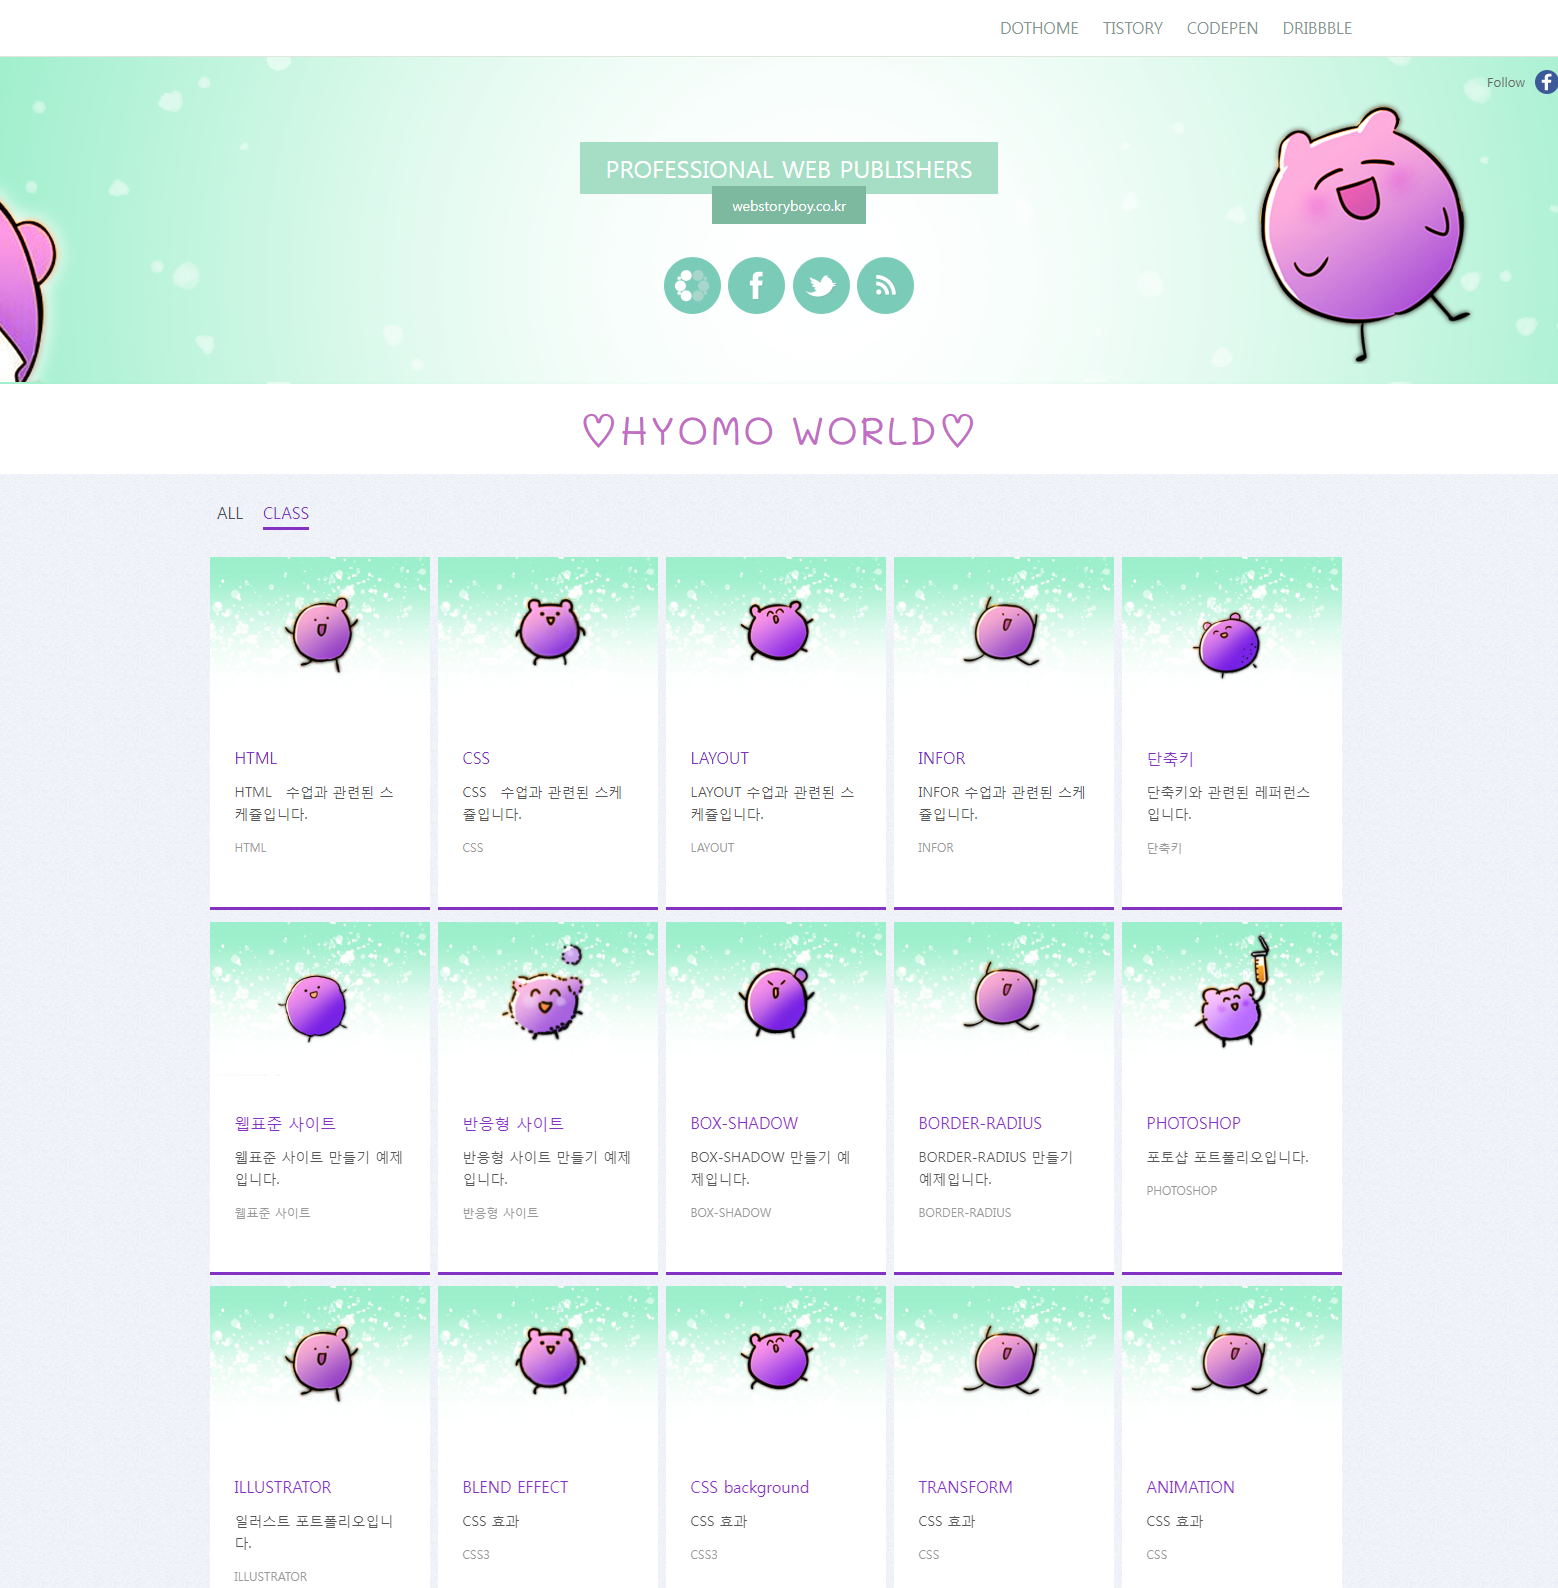 DOTHOME TISTORY CODEPEN DRIBBBLE
Follow
PROFESSIONAL WEB PUBLISHERS
webstoryboy.co.kr
♡HYOMO WORLD♡
ALL CLASS
HTML
HTML 수업과 관련된 스
케쥴입니다.
HTML
CSS
CSS 수업과 관련된 스케
쥴입니다.
CSS
LAYOUT
LAYOUT 수업과 관련된 스
케쥴입니다.
LAYOUT
INFOR
INFOR 수업과 관련된 스케
쥴입니다.
INFOR
단축키
단축키와 관련된 레퍼런스
입니다.
단축키
웹표준 사이트
웹표준 사이트 만들기 예제
입니다.
웹표준 사이트
반응형 사이트
반응형 사이트 만들기 예제
입니다.
반응형 사이트
BOX-SHADOW
BOX-SHADOW 만들기 예
제입니다.
BOX-SHADOW
BORDER-RADIUS
BORDER-RADIUS 만들기
예제입니다.
BORDER-RADIUS
PHOTOSHOP
포토샵 포트폴리오입니다.
PHOTOSHOP
ILLUSTRATOR
일러스트 포트폴리오입니
다.
ILLUSTRATOR
BLEND EFFECT
CSS 효과
CSS3
CSS background
CSS 효과
CSS3
TRANSFORM
CSS 효과
CSS
ANIMATION
CSS 효과
CSS